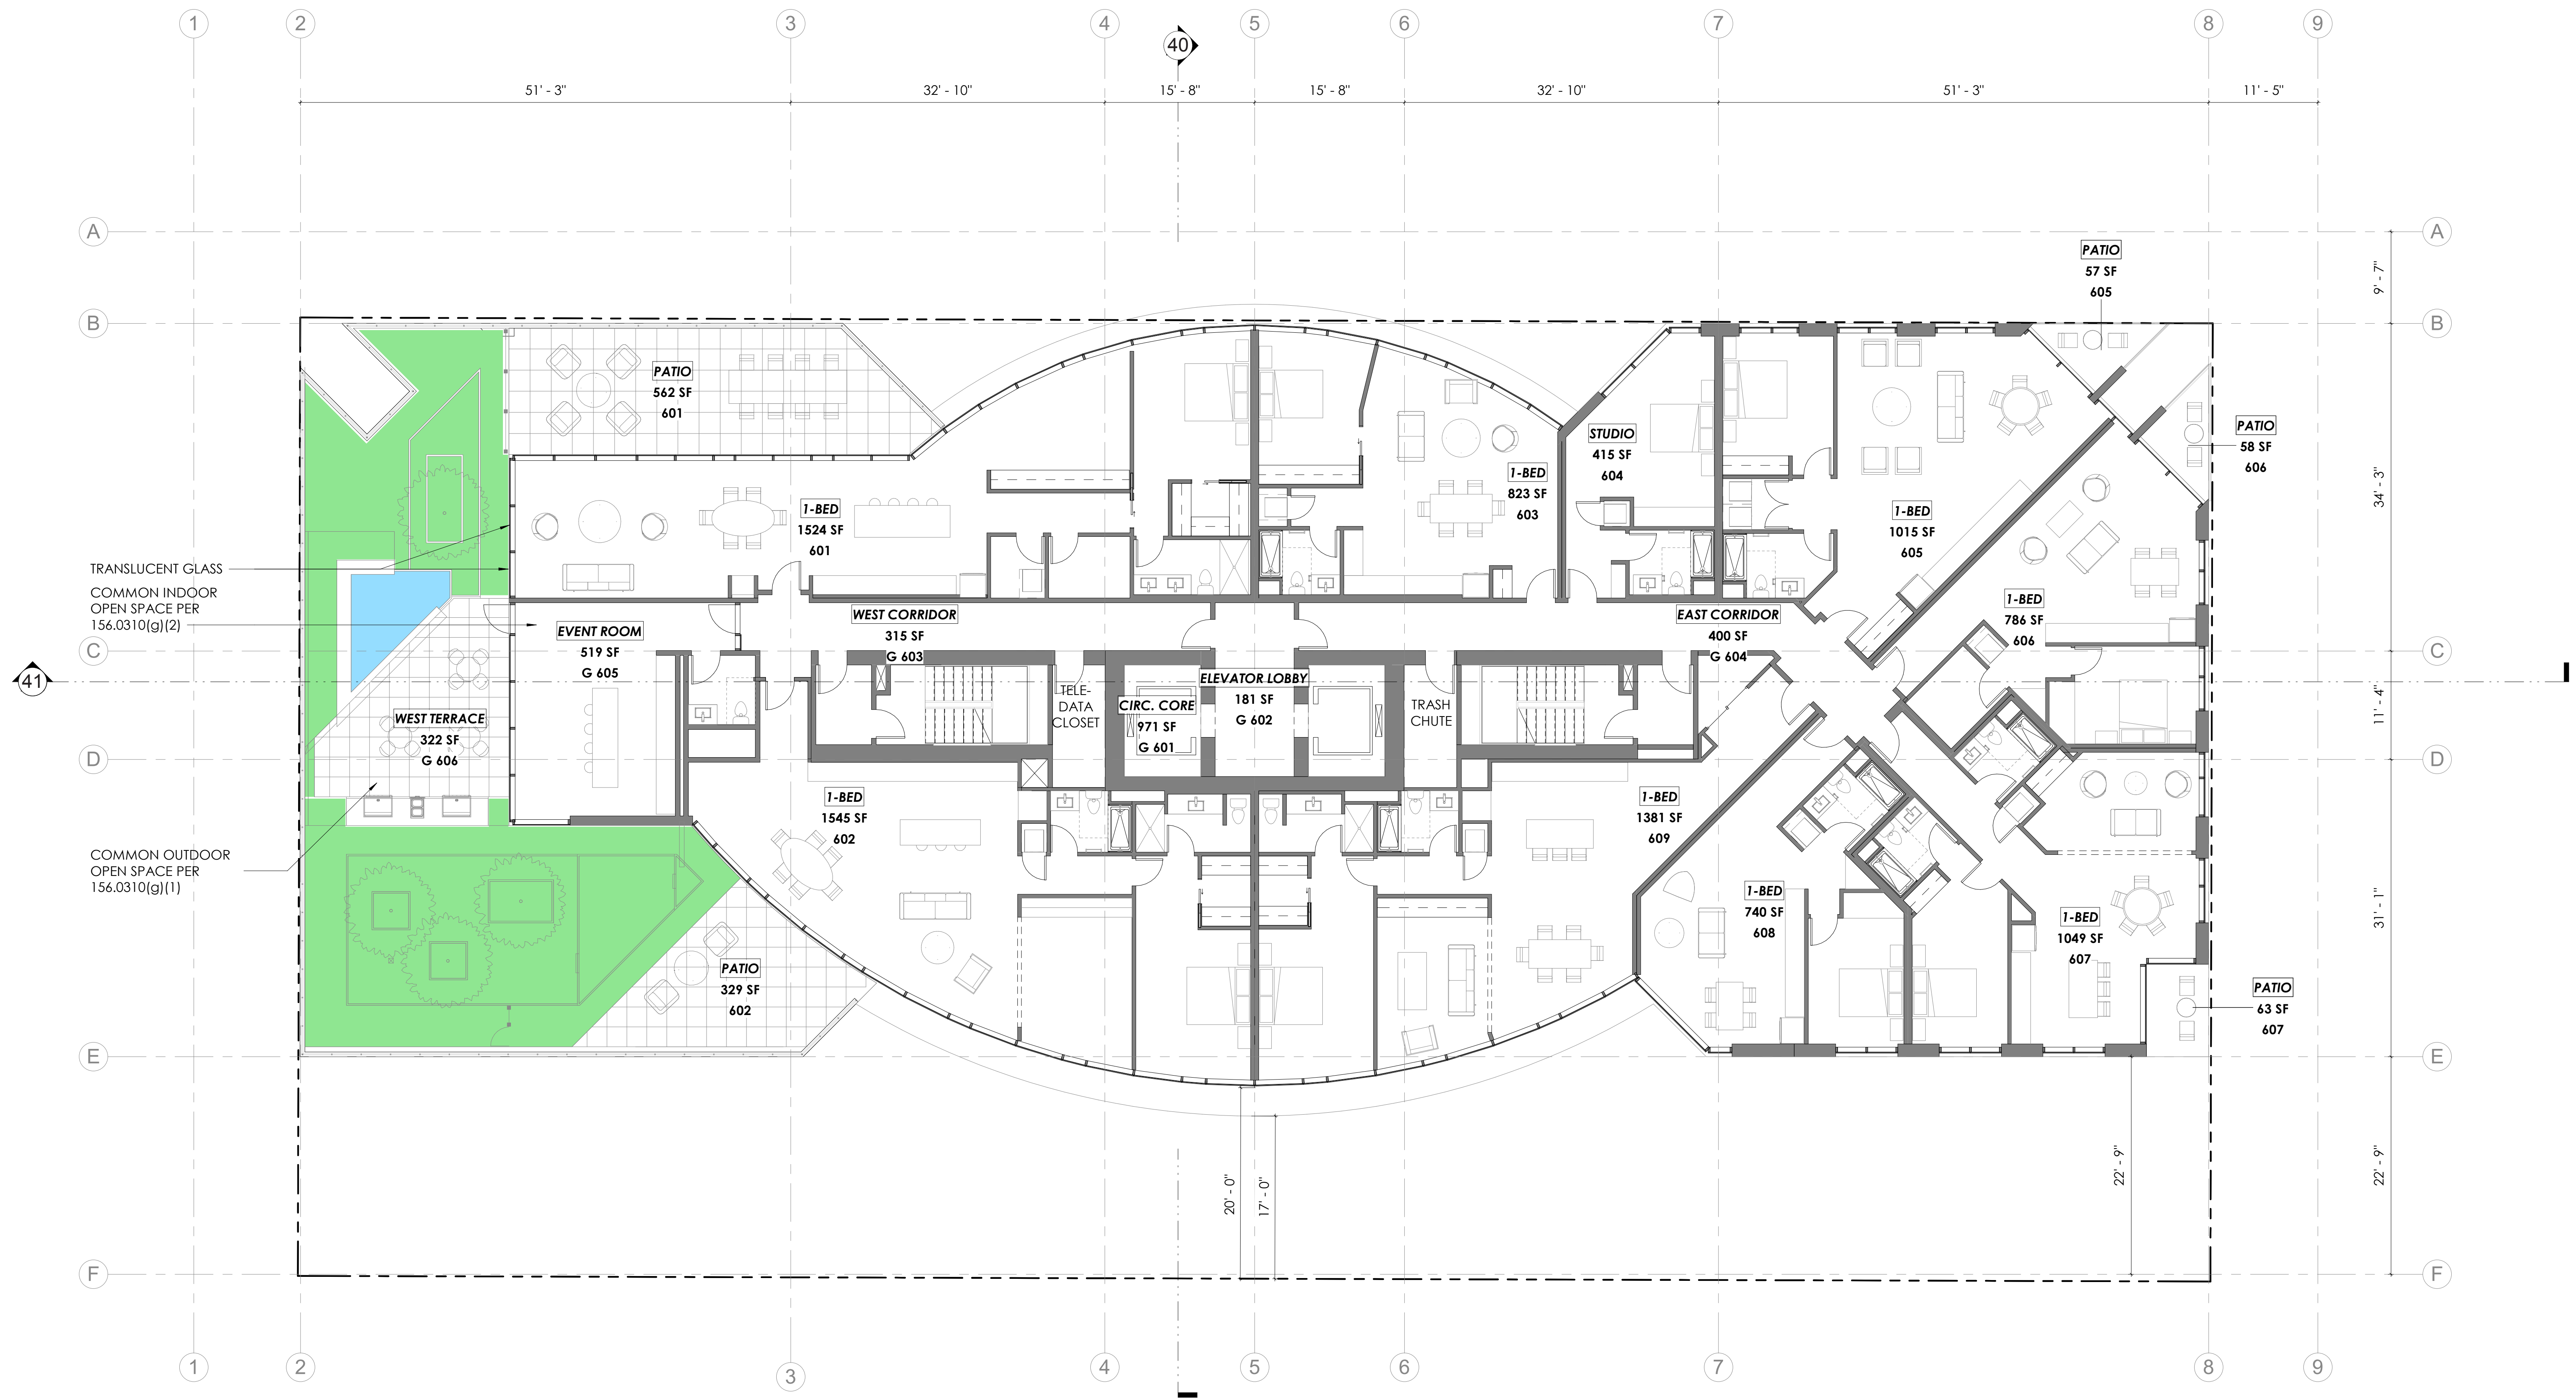 1 2 3 4 5 6 7 8 9
40
51' - 3" 32' - 10" 15' - 8" 15' - 8" 32' - 10" 51' - 3" 11' - 5"
A A
9' - 7"
PATIO
57 SF
605
B B
PATIO
562 SF
601
PATIO
58 SF
606
STUDIO
415 SF
604
1-BED
823 SF
603
34' - 3"
1-BED
1524 SF
601
1-BED
1015 SF
605
TRANSLUCENT GLASS
COMMON INDOOR
OPEN SPACE PER
156.0310(g)(2)
1-BED
786 SF
606
EVENT ROOM
519 SF
G 605
WEST CORRIDOR
315 SF
G 603
EAST CORRIDOR
400 SF
G 604
C C
41
ELEVATOR LOBBY
181 SF
G 602
TELE-
DATA
CLOSET
CIRC. CORE
971 SF
G 601
TRASH
CHUTE
11' - 4"
WEST TERRACE
322 SF
G 606
D D
1-BED
1545 SF
602
1-BED
1381 SF
609
COMMON OUTDOOR
OPEN SPACE PER
156.0310(g)(1)
1-BED
740 SF
608
1-BED
1049 SF
607
31' - 1"
PATIO
329 SF
602
PATIO
63 SF
607
E E
20' - 0"
17' - 0"
22' - 9"
22' - 9"
F F
1 2 3 4 5 6 7 8 9